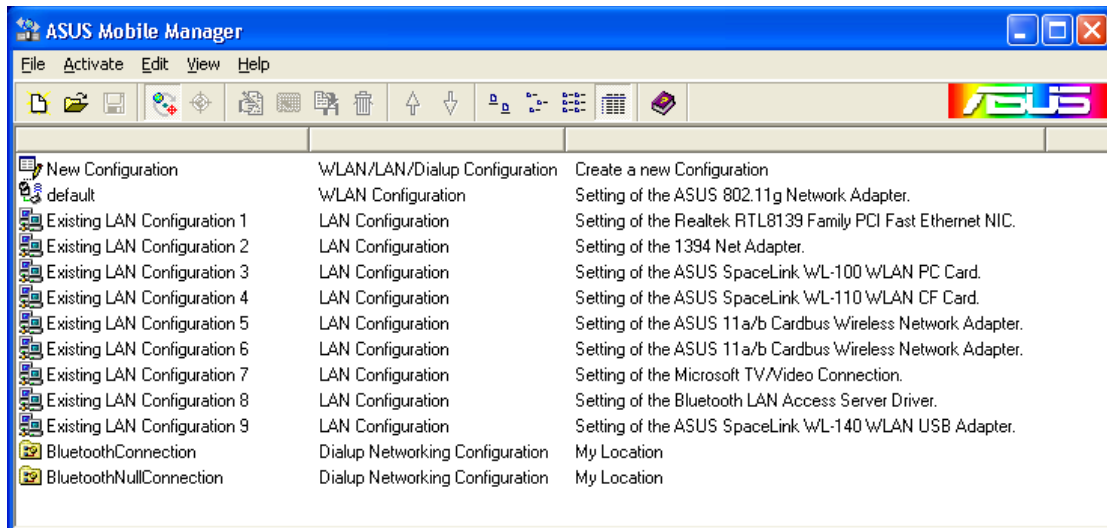 ASUS Mobile Manager
File Activate Edit View Help
ASUS
New Configuration WLAN/LAN/Dialup Configuration Create a new Configuration
default WLAN Configuration Setting of the ASUS 802.11g Network Adapter.
Existing LAN Configuration 1 LAN Configuration Setting of the Realtek RTL8139 Family PCI Fast Ethernet NIC.
Existing LAN Configuration 2 LAN Configuration Setting of the 1394 Net Adapter.
Existing LAN Configuration 3 LAN Configuration Setting of the ASUS SpaceLink WL-100 WLAN PC Card.
Existing LAN Configuration 4 LAN Configuration Setting of the ASUS SpaceLink WL-110 WLAN CF Card.
Existing LAN Configuration 5 LAN Configuration Setting of the ASUS 11a/b Cardbus Wireless Network Adapter.
Existing LAN Configuration 6 LAN Configuration Setting of the ASUS 11a/b Cardbus Wireless Network Adapter.
Existing LAN Configuration 7 LAN Configuration Setting of the Microsoft TV/Video Connection.
Existing LAN Configuration 8 LAN Configuration Setting of the Bluetooth LAN Access Server Driver.
Existing LAN Configuration 9 LAN Configuration Setting of the ASUS SpaceLink WL-140 WLAN USB Adapter.
BluetoothConnection Dialup Networking Configuration My Location
BluetoothNullConnection Dialup Networking Configuration My Location